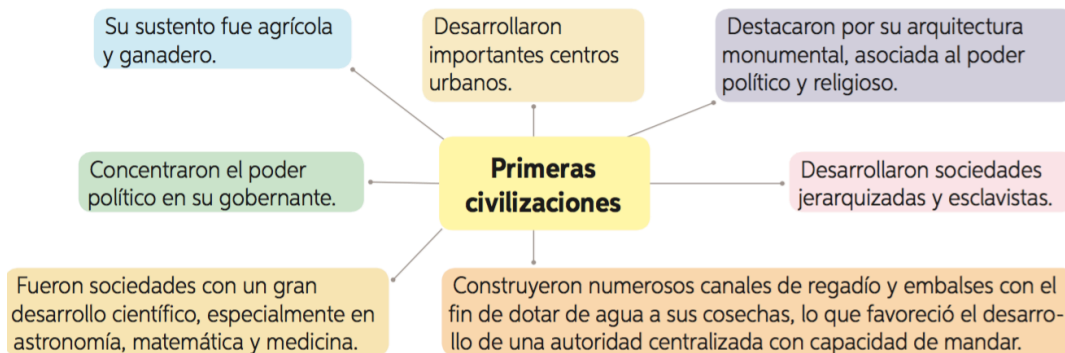 Su sustento fue agrícola
y ganadero.
Desarrollaron
importantes centros
urbanos.
Destacaron por su arquitectura
monumental, asociada al poder
político y religioso.
Concentraron el poder
político en su gobernante.
Primeras
civilizaciones
Desarrollaron sociedades
jerarquizadas y esclavistas.
Fueron sociedades con un gran
desarrollo científico, especialmente en
astronomía, matemática y medicina.
Construyeron numerosos canales de regadío y embalses con el
fin de dotar de agua a sus cosechas, lo que favoreció el desarro-
llo de una autoridad centralizada con capacidad de mandar.